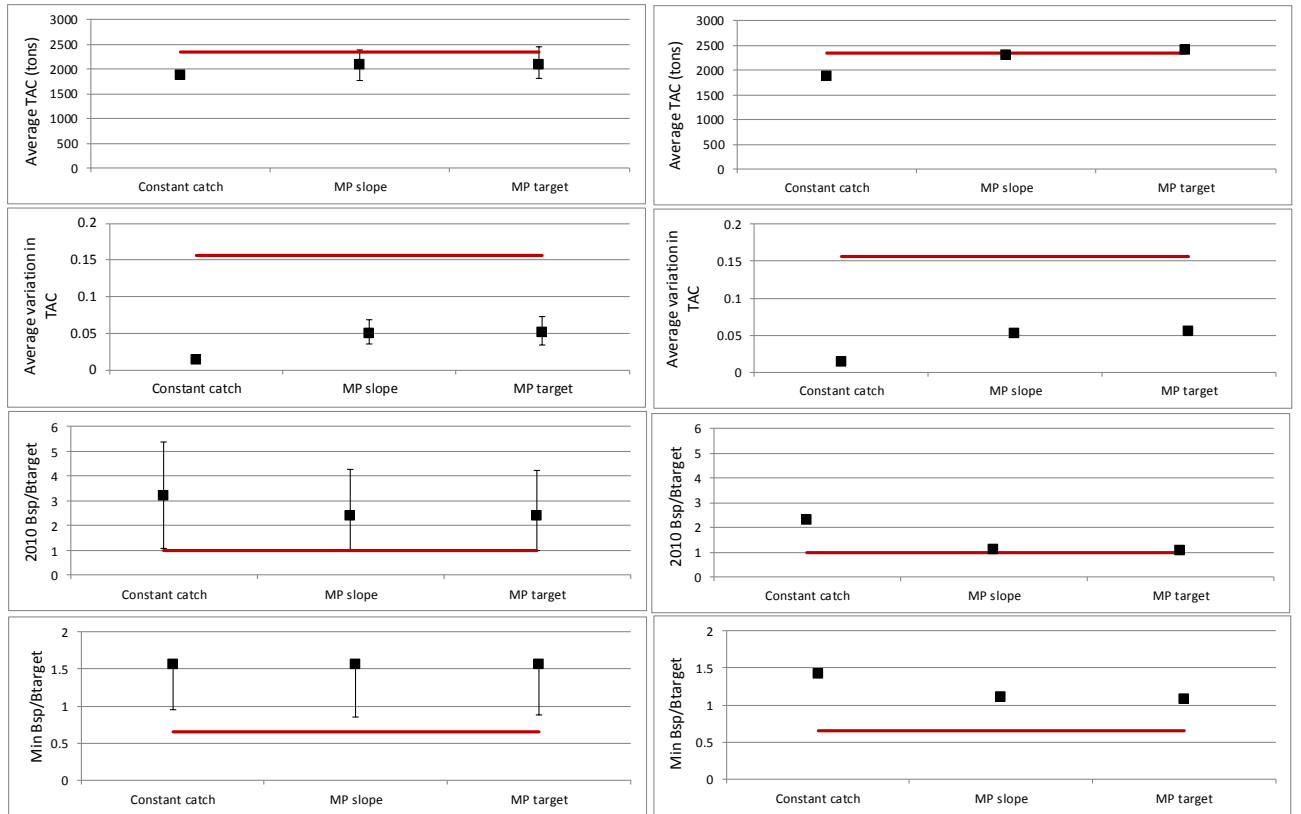 Average TAC (tons)
3000
2500
2000
1500
1000
500
0
Constant catch MP slope MP target
Average TAC (tons)
3000
2500
2000
1500
1000
500
0
Constant catch MP slope MP target
Average variation in
TAC
0.2
0.15
0.1
0.05
0
Constant catch MP slope MP target
Average variation in
TAC
0.2
0.15
0.1
0.05
0
Constant catch MP slope MP target
2010 Bsp/Btarget
6
5
4
3
2
1
0
Constant catch MP slope MP target
2010 Bsp/Btarget
6
5
4
3
2
1
0
Constant catch MP slope MP target
Min Bsp/Btarget
2
1.5
1
0.5
0
Constant catch MP slope MP target
Min Bsp/Btarget
2
1.5
1
0.5
0
Constant catch MP slope MP target